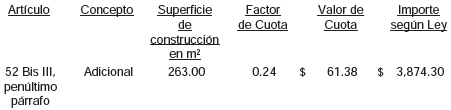 Artículo Concepto Superficie Factor Valor de Importe
de de Cuota Cuota según Ley
construcción
en m²
52 Bis III, Adicional 263.00 0.24 $ 61.38 $ 3,874.30
penúltimo
párrafo